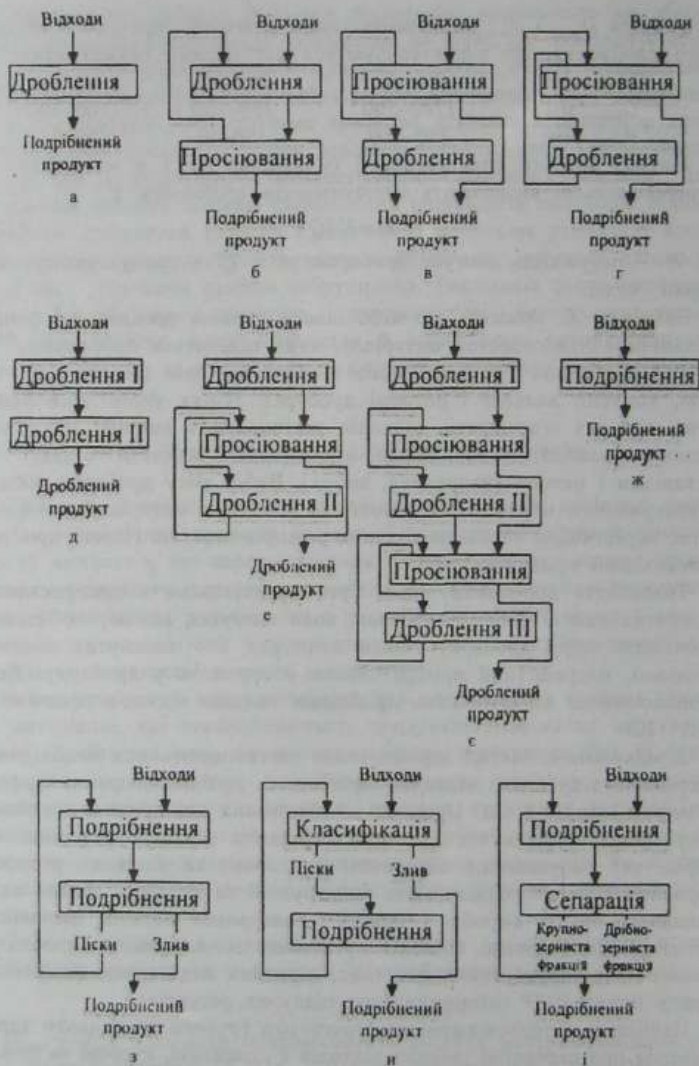 Відходи
Дроблення
Подрібнений
продукт
а
Відходи
Дроблення
Просіювання
Подрібнений
продукт
б
Відходи
Просіювання
Дроблення
Подрібнений
продукт
в
Відходи
Просіювання
Дроблення
Подрібнений
продукт
г
Відходи
Дроблення I
Дроблення II
Дроблений
продукт
д
Відходи
Дроблення I
Просіювання
Дроблення II
Дроблений
продукт
е
Відходи
Дроблення I
Просіювання
Дроблення II
Просіювання
Дроблення III
Дроблений
продукт
є
Відходи
Подрібнення
Подрібнений
продукт
ж
Відходи
Подрібнення
Подрібнення
Піски Злив
Подрібнений
продукт
з
Відходи
Класифікація
Піски Злив
Подрібнення
Подрібнений
продукт
и
Відходи
Подрібнення
Сепарація
Крупно-
зерниста
фракція
Дрібно-
зерниста
фракція
Подрібнений
продукт
і